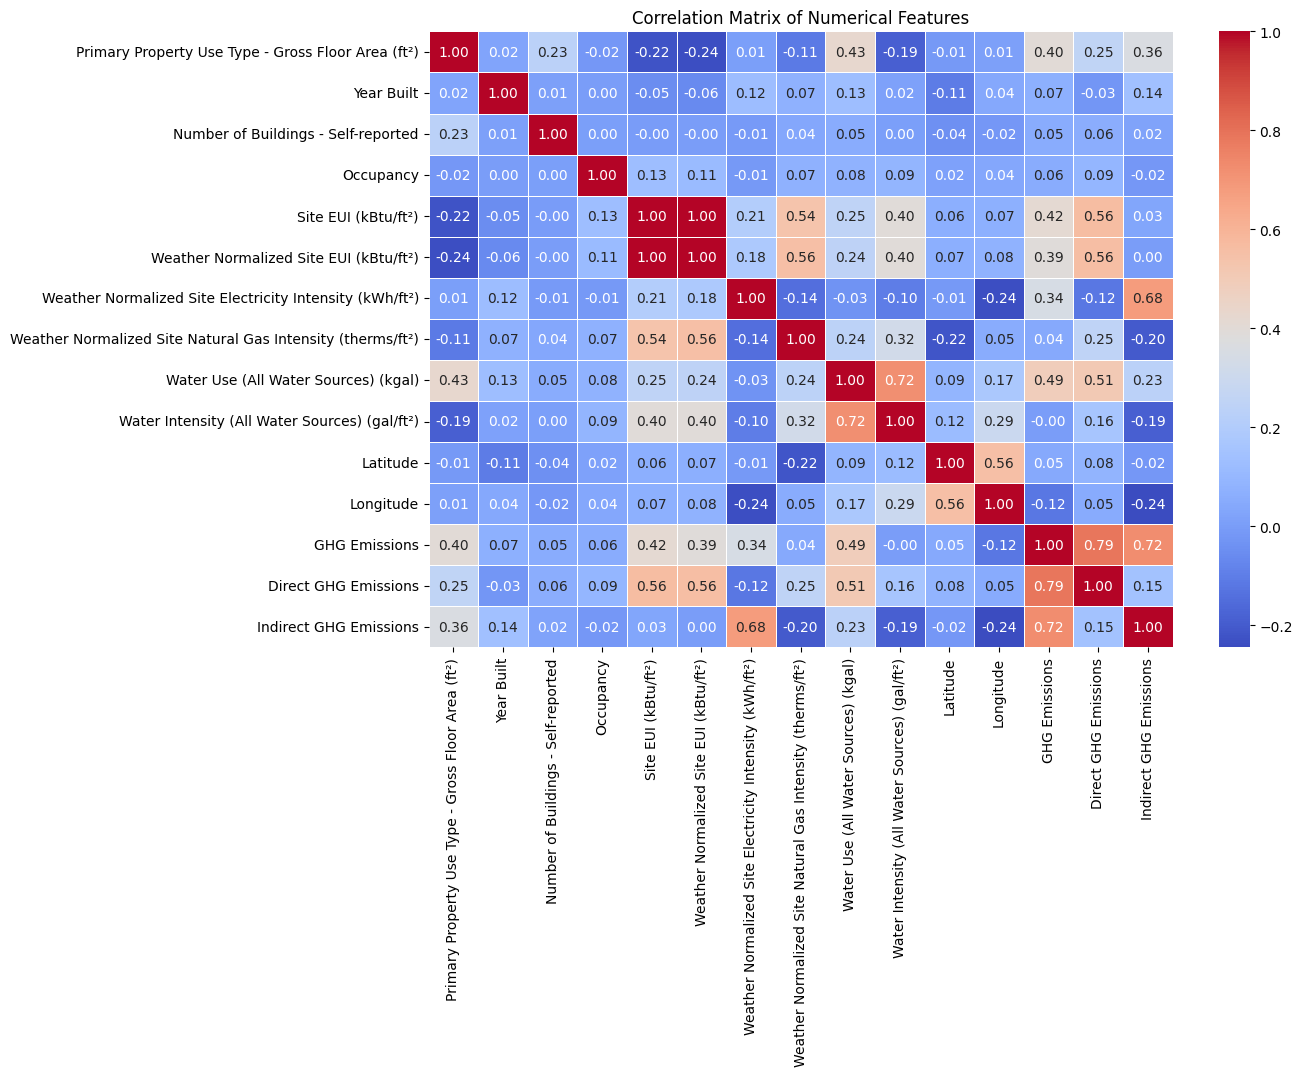 Correlation Matrix of Numerical Features
Primary Property Use Type - Gross Floor Area (ft²) 1.00 0.02 0.23 -0.02 -0.22 -0.24 0.01 -0.11 0.43 -0.19 -0.01 0.01 0.40 0.25 0.36
Year Built 0.02 1.00 0.01 0.00 -0.05 -0.06 0.12 0.07 0.13 0.02 -0.11 0.04 0.07 -0.03 0.14
Number of Buildings - Self-reported 0.23 0.01 1.00 0.00 -0.00 -0.00 -0.01 0.04 0.05 0.00 -0.04 -0.02 0.05 0.06 0.02
Occupancy -0.02 0.00 0.00 1.00 0.13 0.11 -0.01 0.07 0.08 0.09 0.02 0.04 0.06 0.09 -0.02
Site EUI (kBtu/ft²) -0.22 -0.05 -0.00 0.13 1.00 1.00 0.21 0.54 0.25 0.40 0.06 0.07 0.42 0.56 0.03
Weather Normalized Site EUI (kBtu/ft²) -0.24 -0.06 -0.00 0.11 1.00 1.00 0.18 0.56 0.24 0.40 0.07 0.08 0.39 0.56 0.00
Weather Normalized Site Electricity Intensity (kWh/ft²) 0.01 0.12 -0.01 -0.01 0.21 0.18 1.00 -0.14 -0.03 -0.10 -0.01 -0.24 0.34 -0.12 0.68
Weather Normalized Site Natural Gas Intensity (therms/ft²) -0.11 0.07 0.04 0.07 0.54 0.56 -0.14 1.00 0.24 0.32 -0.22 0.05 0.04 0.25 -0.20
Water Use (All Water Sources) (kgal) 0.43 0.13 0.05 0.08 0.25 0.24 -0.03 0.24 1.00 0.72 0.09 0.17 0.49 0.51 0.23
Water Intensity (All Water Sources) (gal/ft²) -0.19 0.02 0.00 0.09 0.40 0.40 -0.10 0.32 0.72 1.00 0.12 0.29 -0.00 0.16 -0.19
Latitude -0.01 -0.11 -0.04 0.02 0.06 0.07 -0.01 -0.22 0.09 0.12 1.00 0.56 0.05 0.08 -0.02
Longitude 0.01 0.04 -0.02 0.04 0.07 0.08 -0.24 0.05 0.17 0.29 0.56 1.00 -0.12 0.05 -0.24
GHG Emissions 0.40 0.07 0.05 0.06 0.42 0.39 0.34 0.04 0.49 -0.00 0.05 -0.12 1.00 0.79 0.72
Direct GHG Emissions 0.25 -0.03 0.06 0.09 0.56 0.56 -0.12 0.25 0.51 0.16 0.08 0.05 0.79 1.00 0.15
Indirect GHG Emissions 0.36 0.14 0.02 -0.02 0.03 0.00 0.68 -0.20 0.23 -0.19 -0.02 -0.24 0.72 0.15 1.00
Primary Property Use Type - Gross Floor Area (ft²)
Year Built
Number of Buildings - Self-reported
Occupancy
Site EUI (kBtu/ft²)
Weather Normalized Site EUI (kBtu/ft²)
Weather Normalized Site Electricity Intensity (kWh/ft²)
Weather Normalized Site Natural Gas Intensity (therms/ft²)
Water Use (All Water Sources) (kgal)
Water Intensity (All Water Sources) (gal/ft²)
Latitude
Longitude
GHG Emissions
Direct GHG Emissions
Indirect GHG Emissions
1.0
0.8
0.6
0.4
0.2
0.0
−0.2